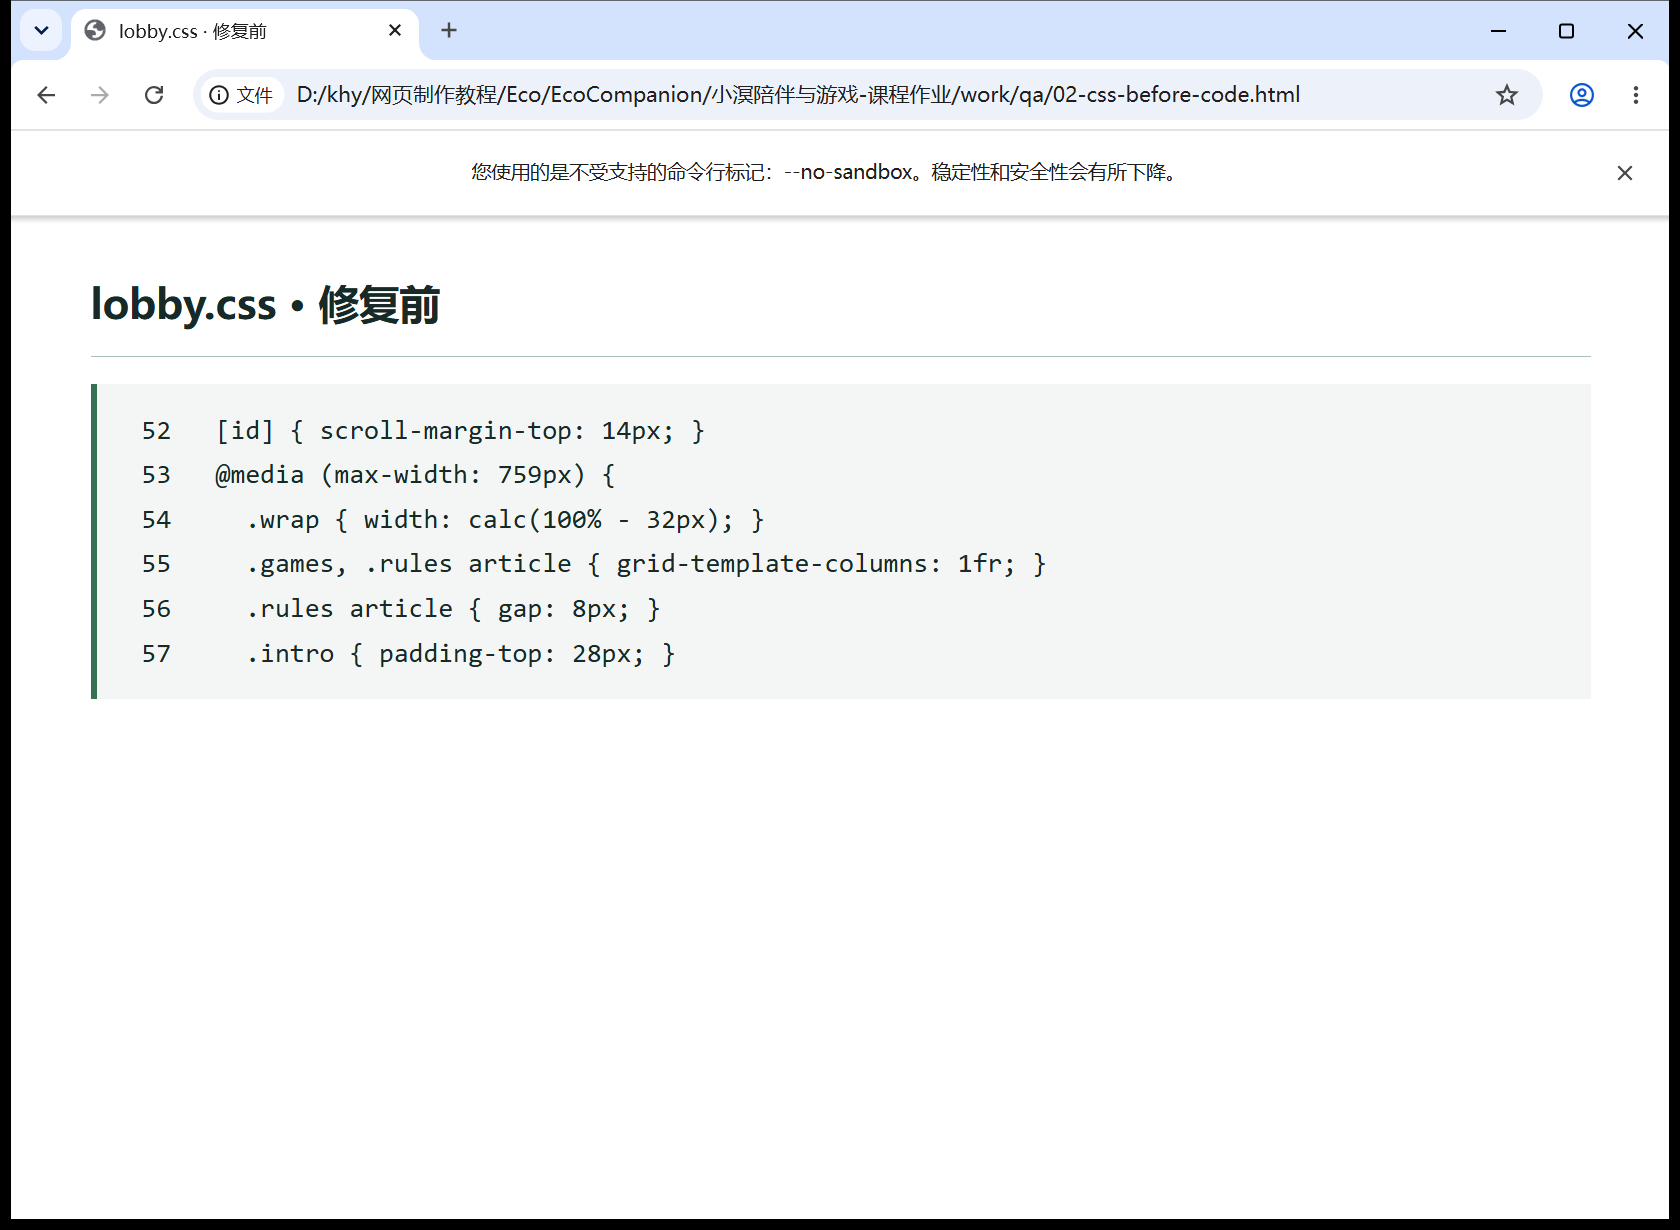 lobby.css · 修复前
文件
D:/khy/网页制作教程/Eco/EcoCompanion/小溟陪伴与游戏-课程作业/work/qa/02-css-before-code.html
您使用的是不受支持的命令行标记：--no-sandbox。稳定性和安全性会有所下降。
lobby.css · 修复前
52 [id] { scroll-margin-top: 14px; }
53 @media (max-width: 759px) {
54   .wrap { width: calc(100% - 32px); }
55   .games, .rules article { grid-template-columns: 1fr; }
56   .rules article { gap: 8px; }
57   .intro { padding-top: 28px; }